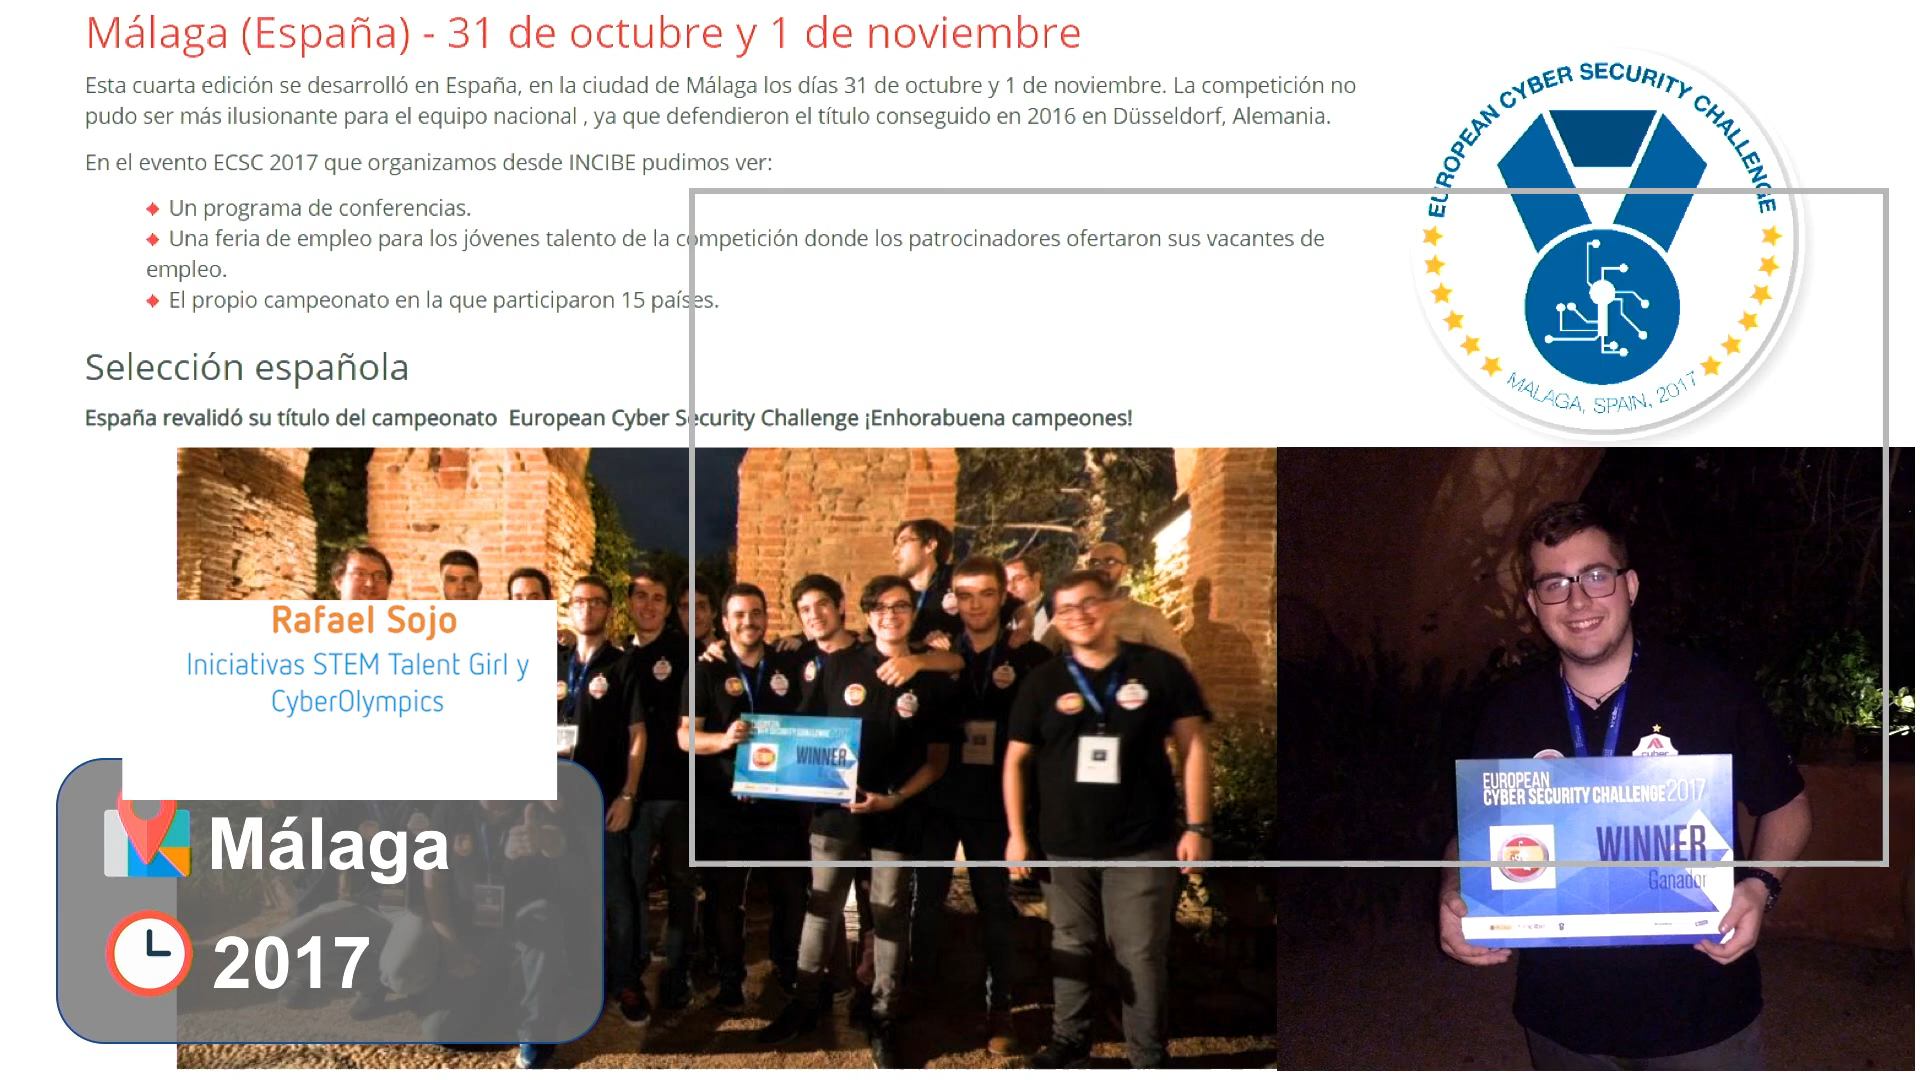 Málaga (España) - 31 de octubre y 1 de noviembre
Esta cuarta edición se desarrolló en España, en la ciudad de Málaga los días 31 de octubre y 1 de noviembre. La competición no
pudo ser más ilusionante para el equipo nacional , ya que defendieron el título conseguido en 2016 en Düsseldorf, Alemania.
En el evento ECSC 2017 que organizamos desde INCIBE pudimos ver:
Un programa de conferencias.
Una feria de empleo para los jóvenes talento de la competición donde los patrocinadores ofertaron sus vacantes de
empleo.
El propio campeonato en la que participaron 15 países.
EUROPEAN CYBER SECURITY CHALLENGE
MALAGA, SPAIN, 2017
Selección española
España revalidó su título del campeonato European Cyber Security Challenge ¡Enhorabuena campeones!
Rafael Sojo
Iniciativas STEM Talent Girl y
CyberOlympics
EUROPEAN
CYBER SECURITY CHALLENGE 2017
WINNER
EUROPEAN
CYBER SECURITY CHALLENGE 2017
WINNER
Ganador
cyber
Málaga
2017